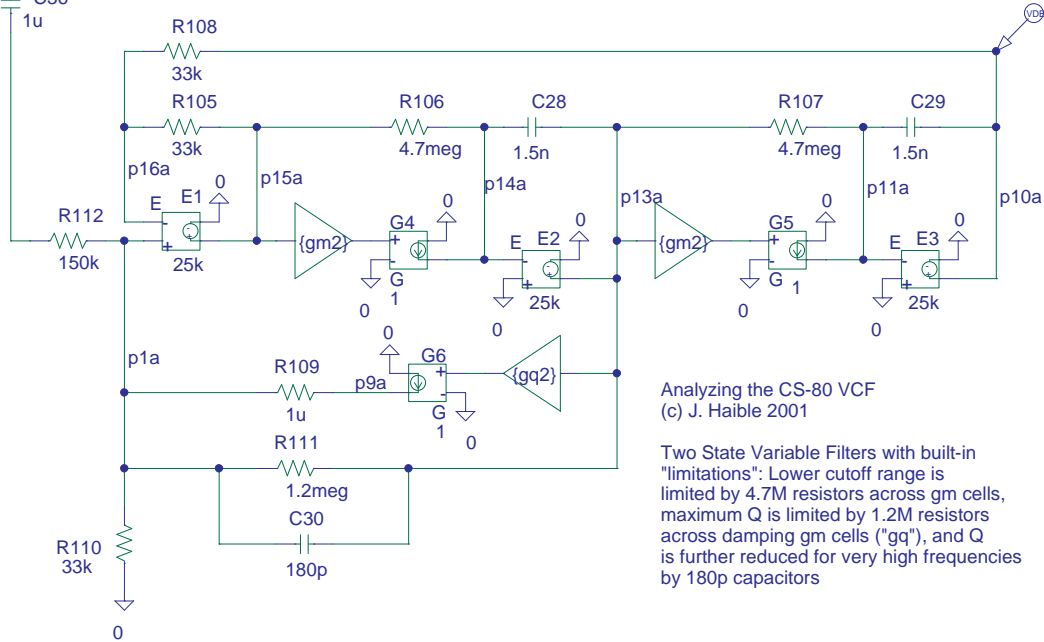 C30
1u
VDB
R108
33k
R105
33k
R106
4.7meg
C28
1.5n
R107
4.7meg
C29
1.5n
p16a
p15a
p14a
p13a
p11a
p10a
R112
150k
E
E1
0
-
+
25k
{gm2}
G4
0
+
-
G
1
0
E
E2
0
-
+
25k
0
{gm2}
G5
0
+
-
G
1
0
E
E3
0
-
+
25k
0
p1a
R109
1u
p9a
0
G6
+
-
G
1
0
{gq2}
R111
1.2meg
C30
180p
R110
33k
0
Analyzing the CS-80 VCF
(c) J. Haible 2001
Two State Variable Filters with built-in
"limitations": Lower cutoff range is
limited by 4.7M resistors across gm cells,
maximum Q is limited by 1.2M resistors
across damping gm cells ("gq"), and Q
is further reduced for very high frequencies
by 180p capacitors